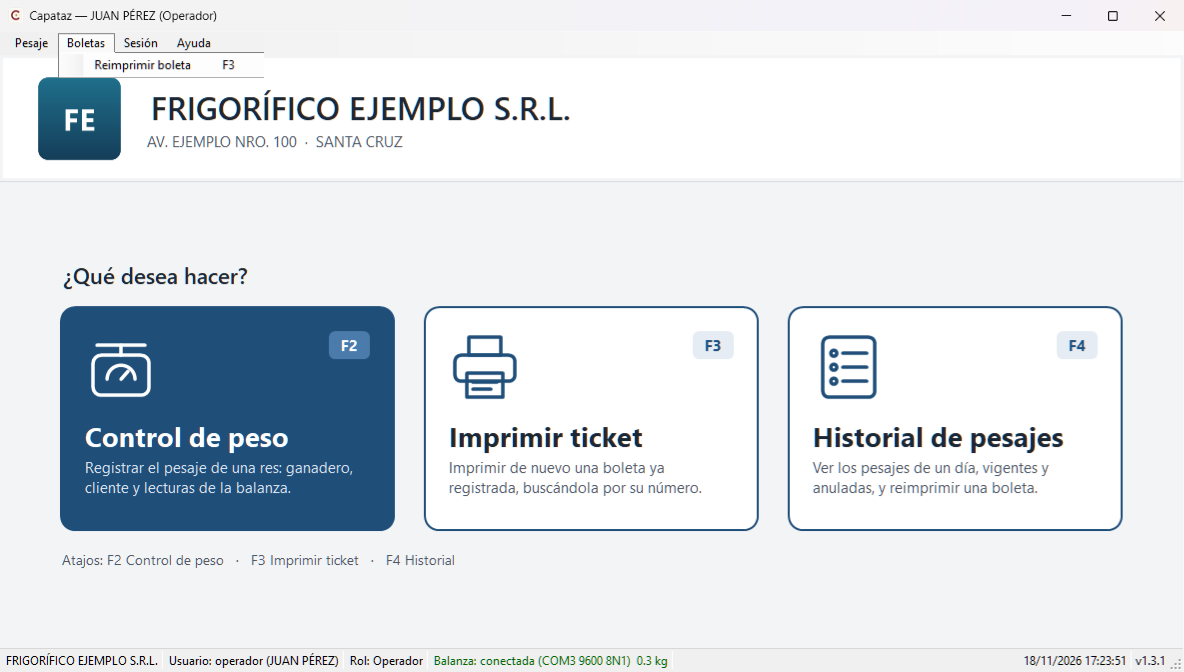 Capataz — JUAN PÉREZ (Operador)
Pesaje Boletas Sesión Ayuda
Reimprimir boleta F3
FE
FRIGORÍFICO EJEMPLO S.R.L.
AV. EJEMPLO NRO. 100 · SANTA CRUZ
¿Qué desea hacer?
F2
Control de peso
Registrar el pesaje de una res: ganadero,
cliente y lecturas de la balanza.
F3
Imprimir ticket
Imprimir de nuevo una boleta ya
registrada, buscándola por su número.
F4
Historial de pesajes
Ver los pesajes de un día, vigentes y
anuladas, y reimprimir una boleta.
Atajos: F2 Control de peso · F3 Imprimir ticket · F4 Historial
FRIGORÍFICO EJEMPLO S.R.L. Usuario: operador (JUAN PÉREZ) Rol: Operador Balanza: conectada (COM3 9600 8N1) 0.3 kg 18/11/2026 17:23:51 v1.3.1